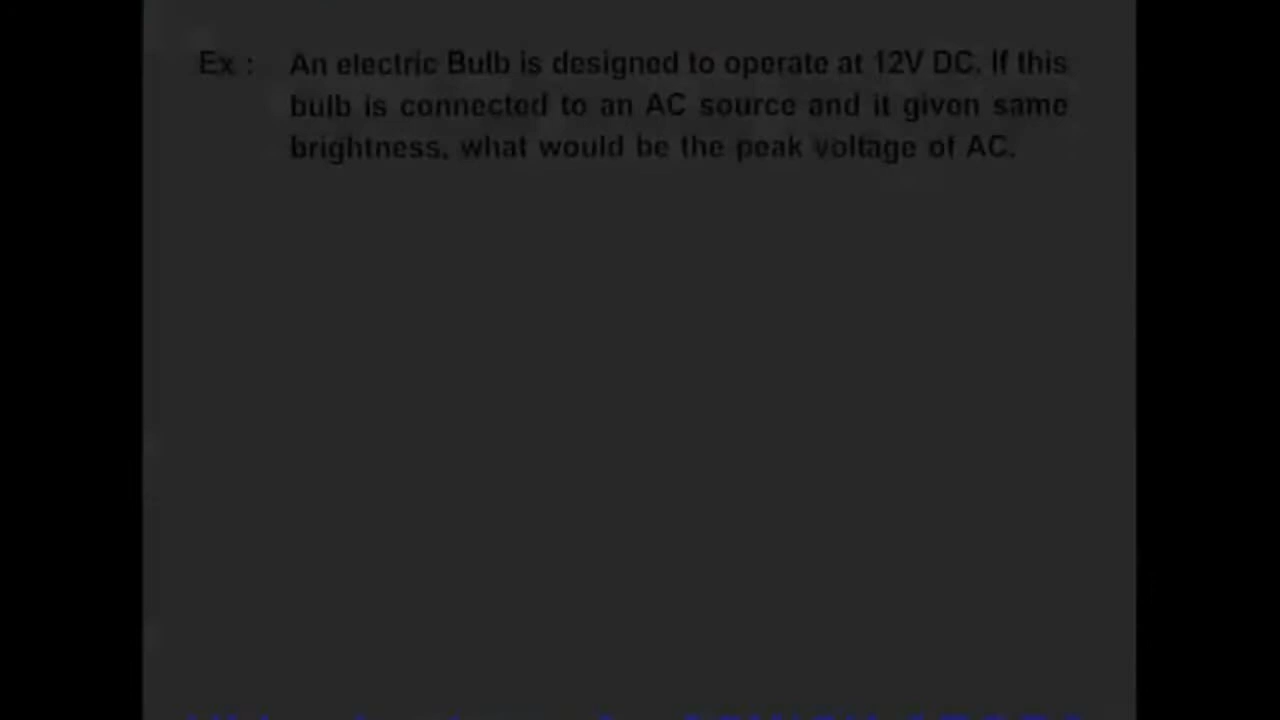 Ex : An electric Bulb is designed to operate at 12V DC. If this
bulb is connected to an AC source and it given same
brightness, what would be the peak voltage of AC.